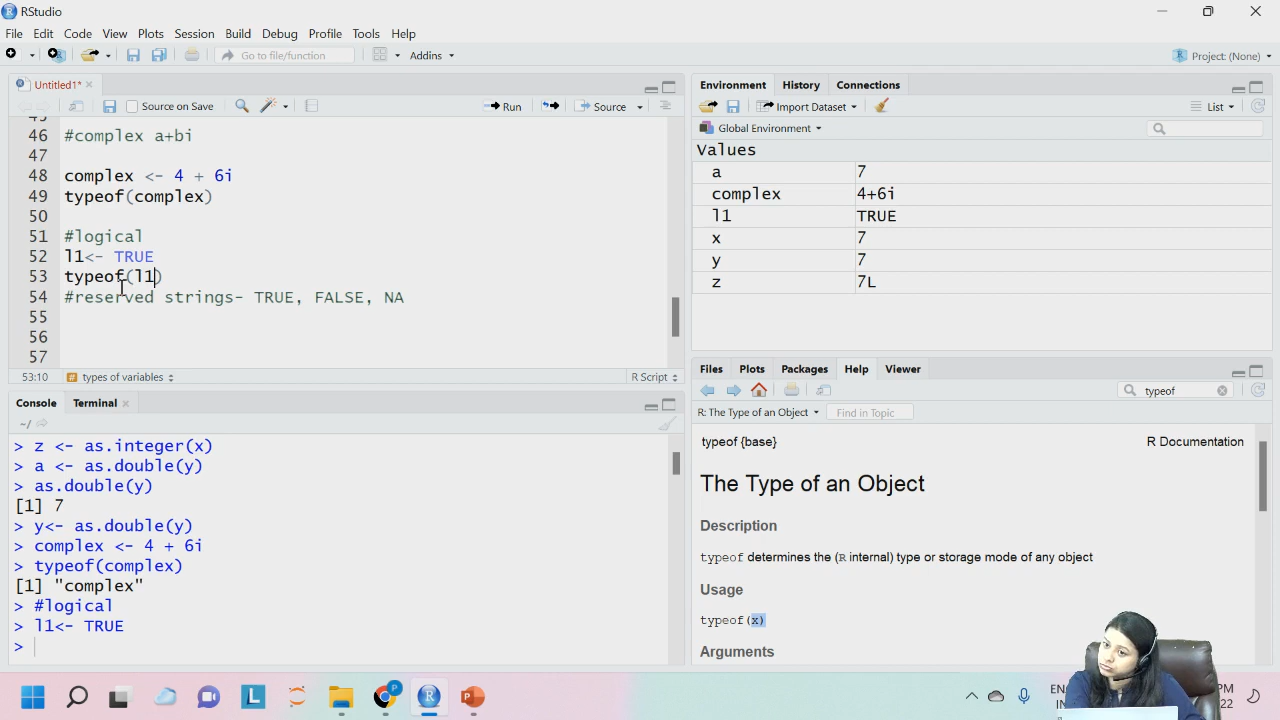 RStudio
File Edit Code View Plots Session Build Debug Profile Tools Help
Go to file/function
Addins
Project: (None)
Untitled1*
Source on Save
Run
Source
46 #complex a+bi
47
48 complex <- 4 + 6i
49 typeof(complex)
50
51 #logical
52 l1<- TRUE
53 typeof(l1)
54 #reserved strings- TRUE, FALSE, NA
55
56
57
53:10 types of variables
R Script
Console Terminal
~/
> z <- as.integer(x)
> a <- as.double(y)
> as.double(y)
[1] 7
> y<- as.double(y)
> complex <- 4 + 6i
> typeof(complex)
[1] "complex"
> #logical
> l1<- TRUE
>
Environment History Connections
Import Dataset
List
Global Environment
Values
a 7
complex 4+6i
l1 TRUE
x 7
y 7
z 7L
Files Plots Packages Help Viewer
typeof
R: The Type of an Object
Find in Topic
typeof {base}
R Documentation
The Type of an Object
Description
typeof determines the (R internal) type or storage mode of any object
Usage
typeof(x)
Arguments